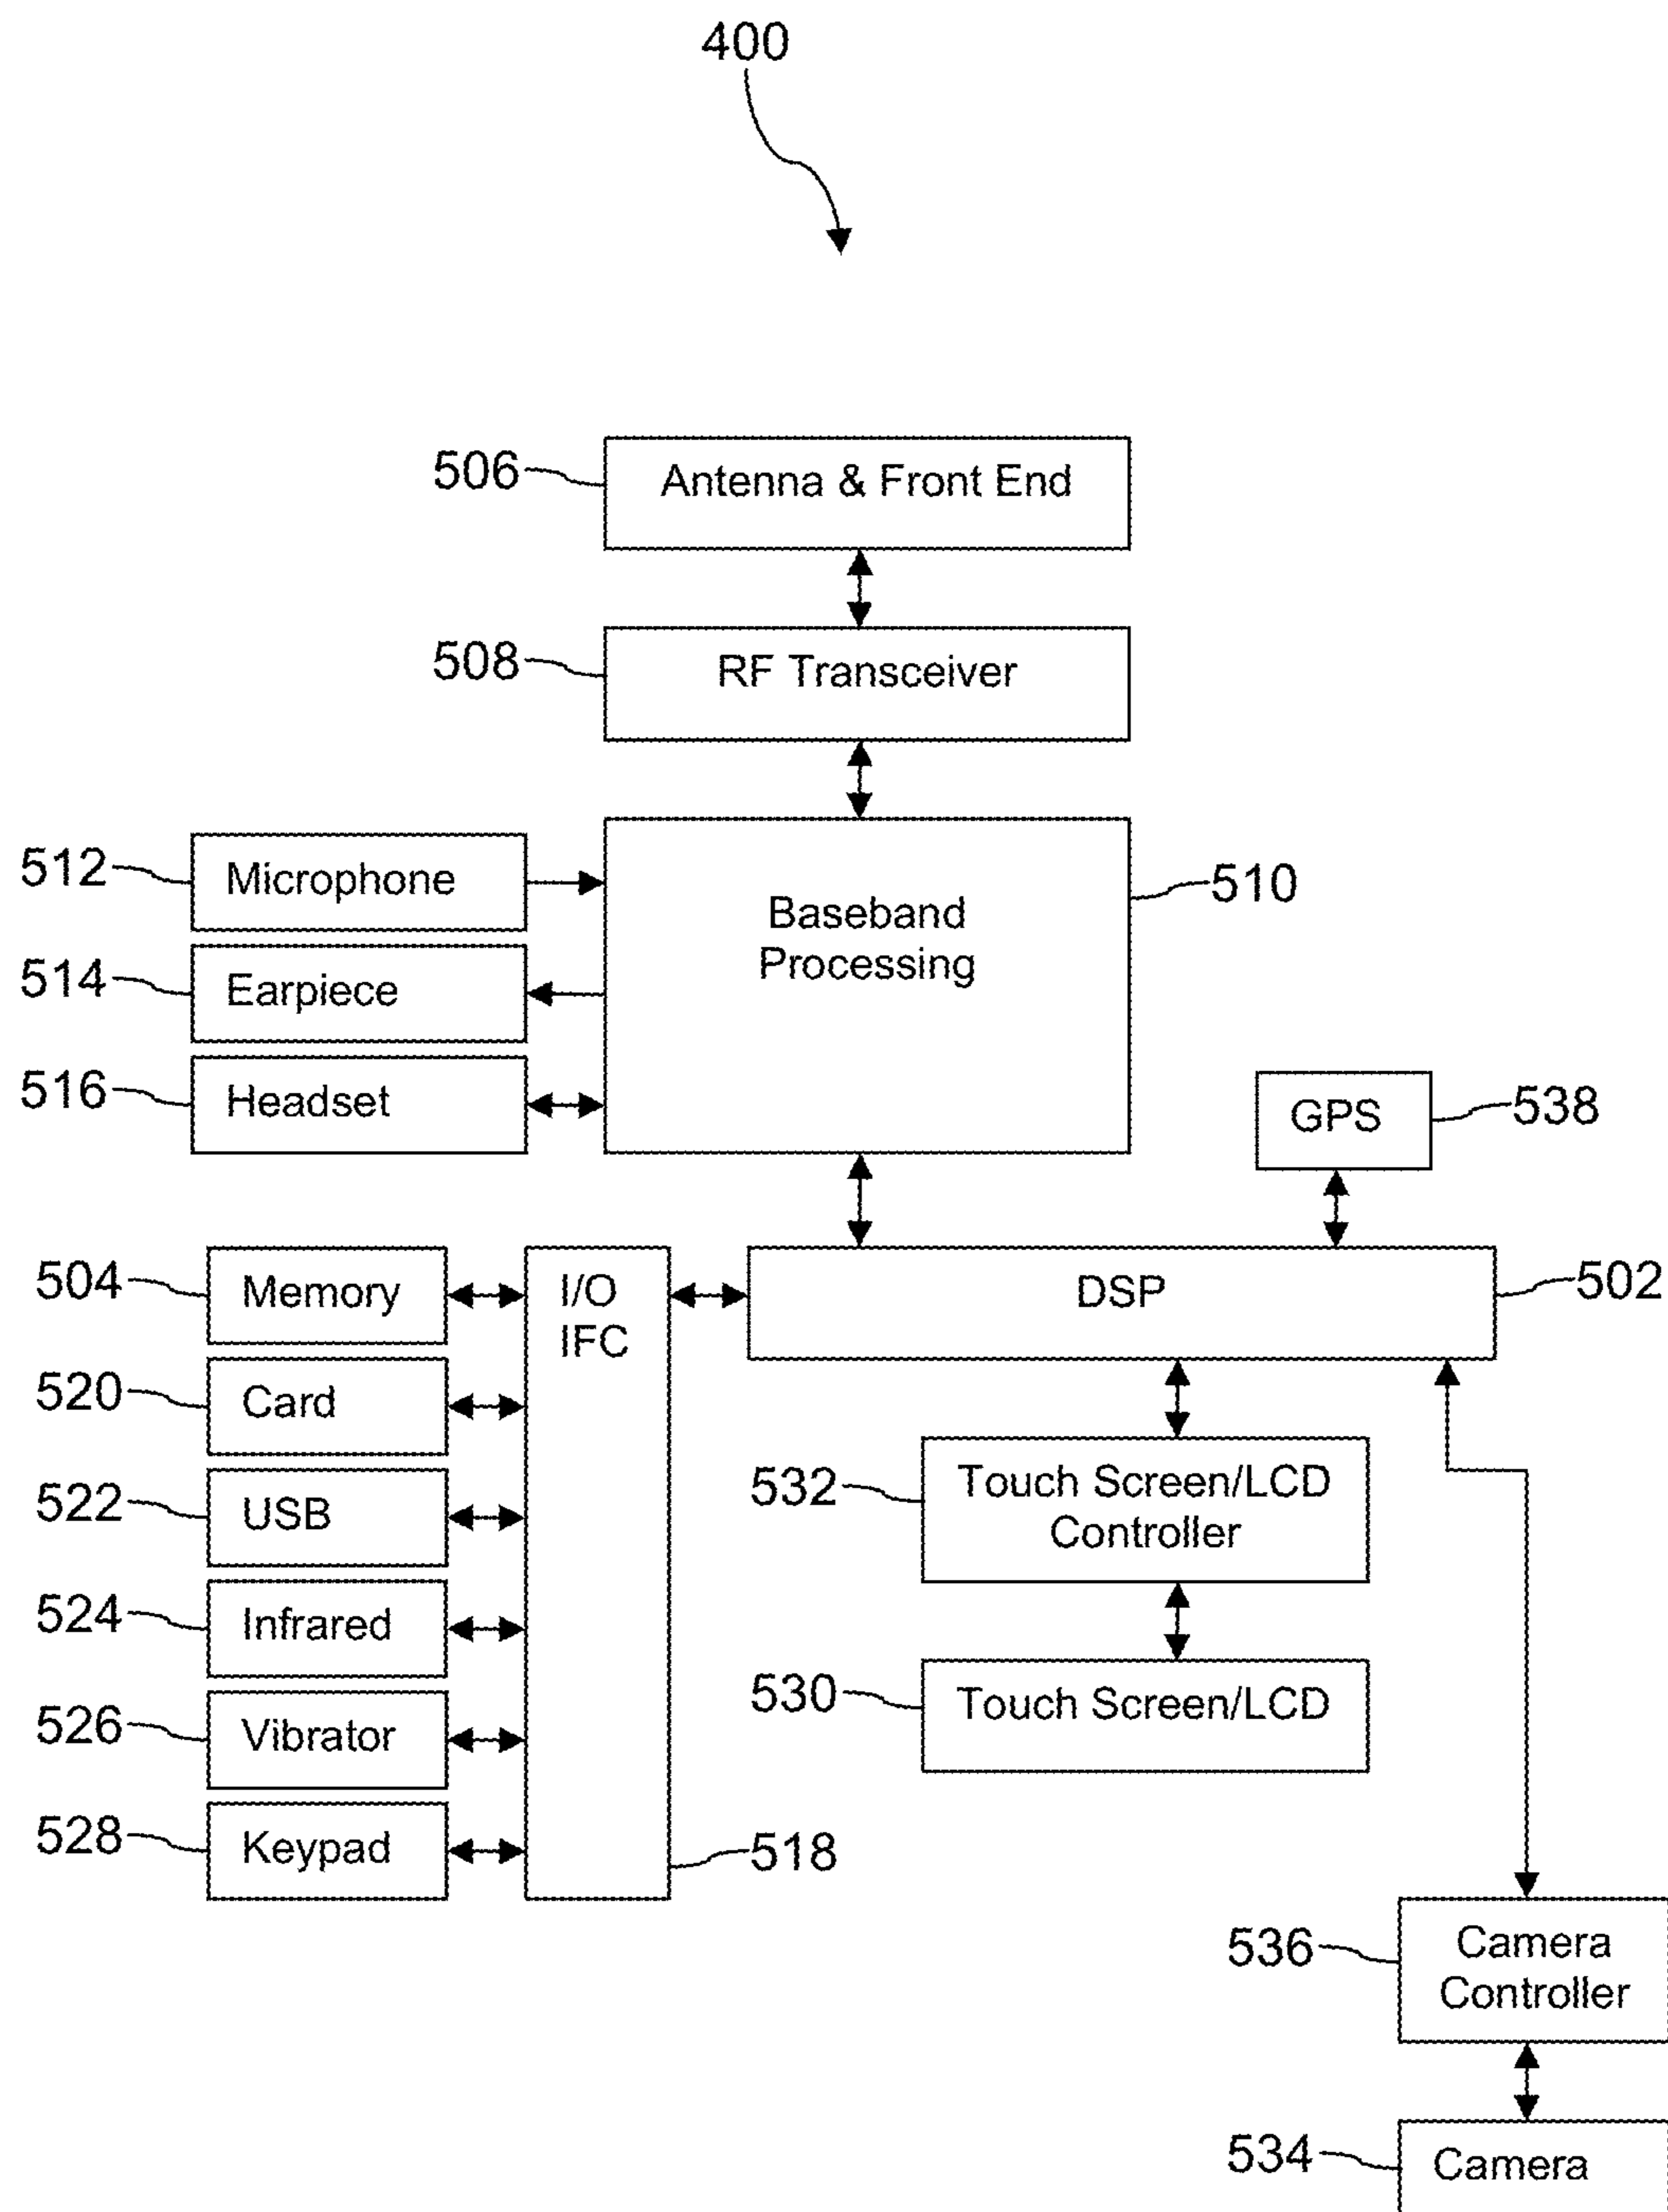 400
506
Antenna & Front End
508
RF Transceiver
512
Microphone
Baseband
Processing
510
514
Earpiece
516
Headset
GPS
538
504
Memory
I/O
IFC
DSP
502
520
Card
522
USB
532
Touch Screen/LCD
Controller
524
Infrared
530
Touch Screen/LCD
526
Vibrator
528
Keypad
518
536
Camera
Controller
534
Camera